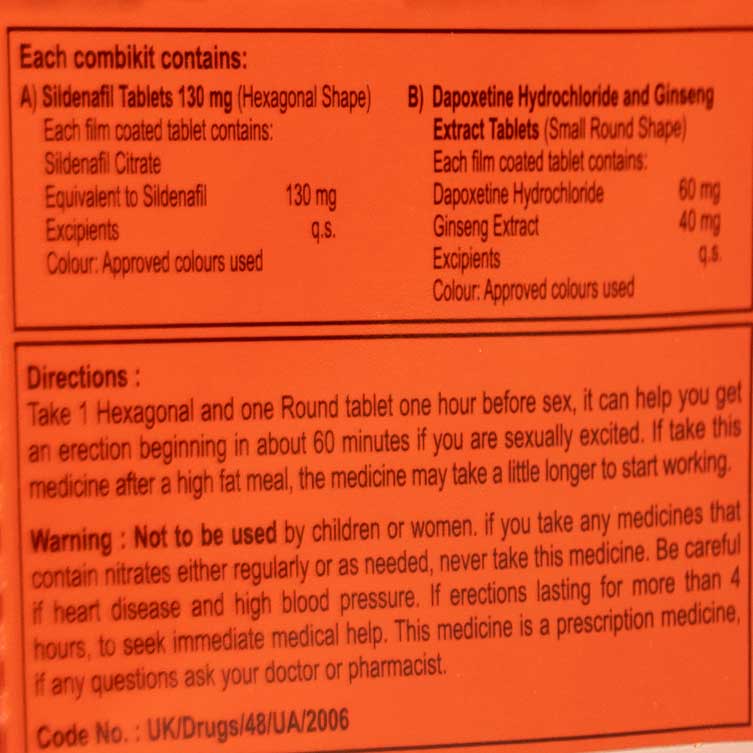 Each combikit contains:
A) Sildenafil Tablets 130 mg (Hexagonal Shape)
Each film coated tablet contains:
Sildenafil Citrate
Equivalent to Sildenafil 130 mg
Excipients q.s.
Colour: Approved colours used
B) Dapoxetine Hydrochloride and Ginseng
Extract Tablets (Small Round Shape)
Each film coated tablet contains:
Dapoxetine Hydrochloride 60 mg
Ginseng Extract 40 mg
Excipients q.s.
Colour: Approved colours used
Directions :
Take 1 Hexagonal and one Round tablet one hour before sex, it can help you get
an erection beginning in about 60 minutes if you are sexually excited. If take this
medicine after a high fat meal, the medicine may take a little longer to start working.
Warning : Not to be used by children or women. if you take any medicines that
contain nitrates either regularly or as needed, never take this medicine. Be careful
if heart disease and high blood pressure. If erections lasting for more than 4
hours, to seek immediate medical help. This medicine is a prescription medicine,
if any questions ask your doctor or pharmacist.
Code No. : UK/Drugs/48/UA/2006